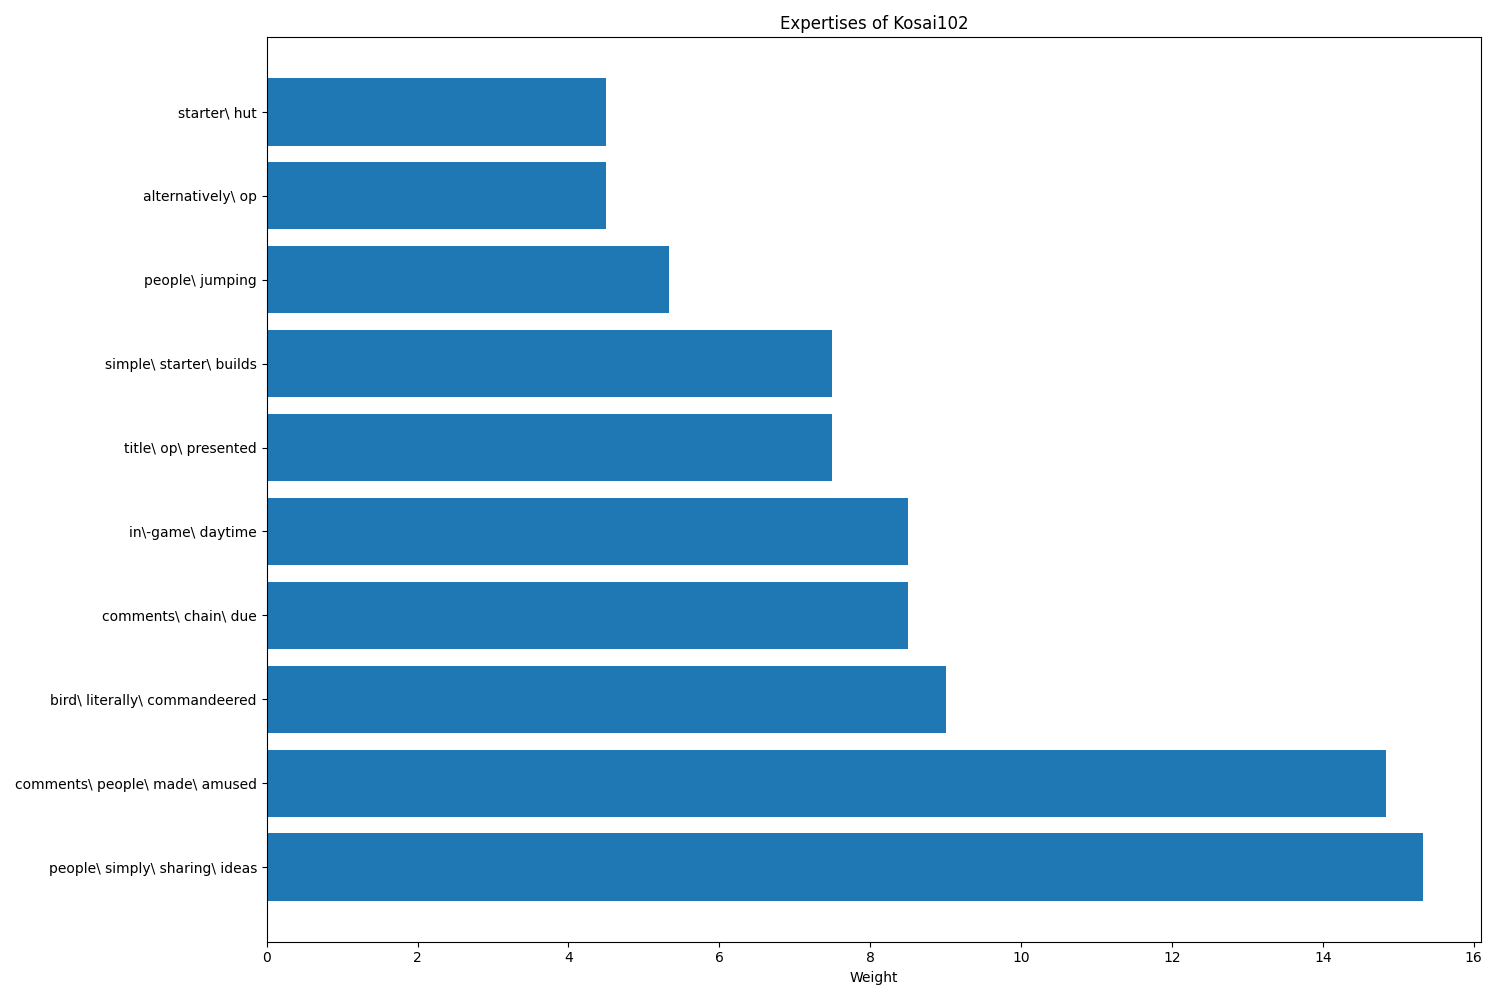 Expertises of Kosai102
starter\ hut
alternatively\ op
people\ jumping
simple\ starter\ builds
title\ op\ presented
in\-game\ daytime
comments\ chain\ due
bird\ literally\ commandeered
comments\ people\ made\ amused
people\ simply\ sharing\ ideas
0 2 4 6 8 10 12 14 16
Weight